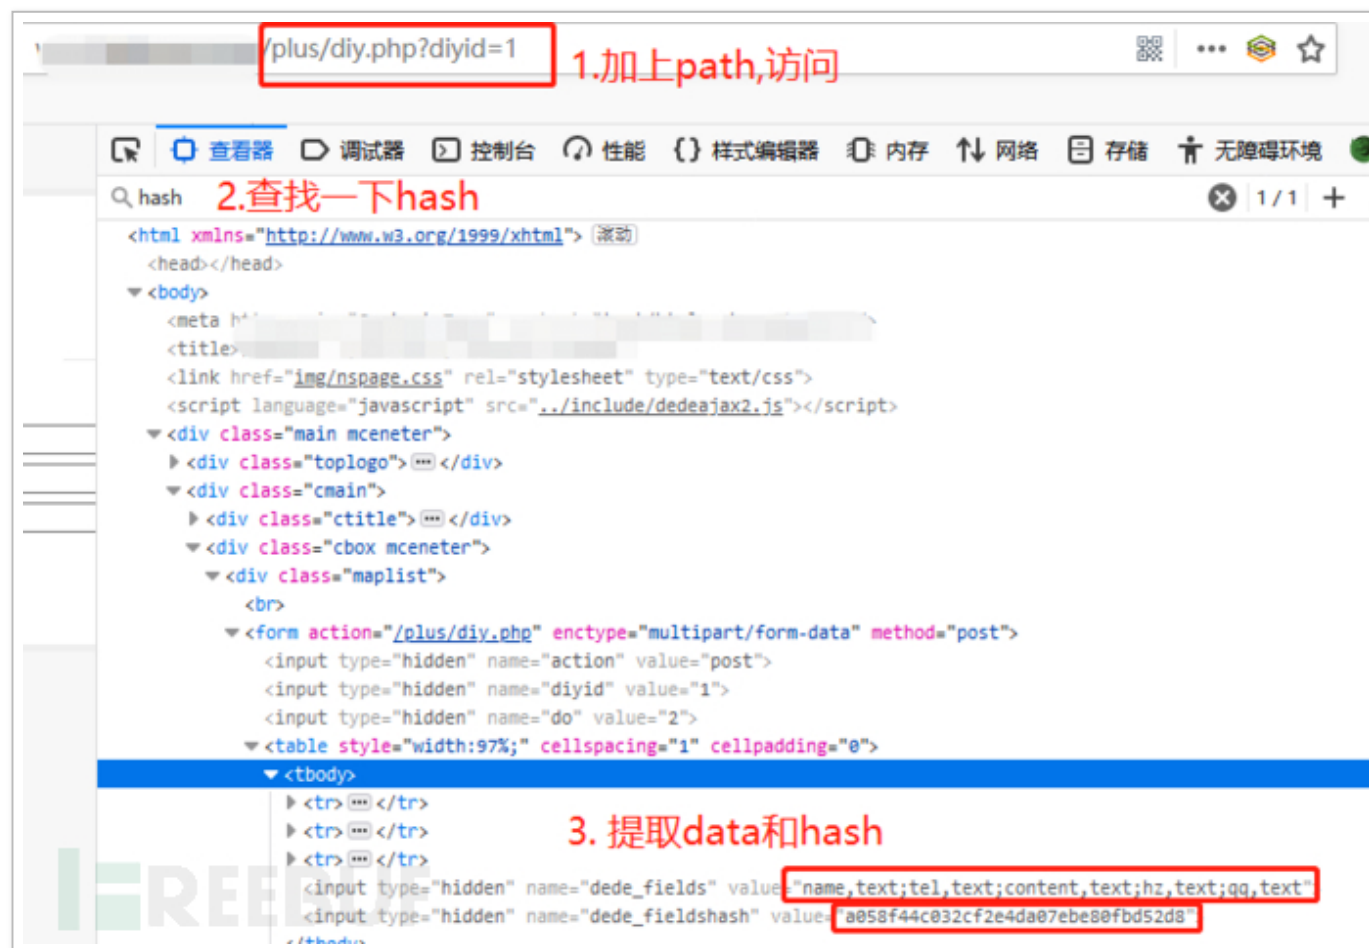 /plus/diy.php?diyid=1
1.加上path,访问
查看器 调试器 控制台 性能 样式编辑器 内存 网络 存储 无障碍环境
hash 2.查找一下hash 1 / 1
<html xmlns="http://www.w3.org/1999/xhtml"> 滚动
<head></head>
<body>
<meta
<title>
<link href="img/nspage.css" rel="stylesheet" type="text/css">
<script language="javascript" src="../include/dedeajax2.js"></script>
<div class="main mceneter">
<div class="toplogo"> ••• </div>
<div class="cmain">
<div class="ctitle"> ••• </div>
<div class="cbox mceneter">
<div class="maplist">
<br>
<form action="/plus/diy.php" enctype="multipart/form-data" method="post">
<input type="hidden" name="action" value="post">
<input type="hidden" name="diyid" value="1">
<input type="hidden" name="do" value="2">
<table style="width:97%;" cellspacing="1" cellpadding="0">
<tbody>
<tr> ••• </tr>
<tr> ••• </tr>
3. 提取data和hash
<tr> ••• </tr>
<input type="hidden" name="dede_fields" value="name,text;tel,text;content,text;hz,text;qq,text">
<input type="hidden" name="dede_fieldshash" value="a058f44c032cf2e4da07ebe80fbd52d8">
</tbody>
FREEBUF